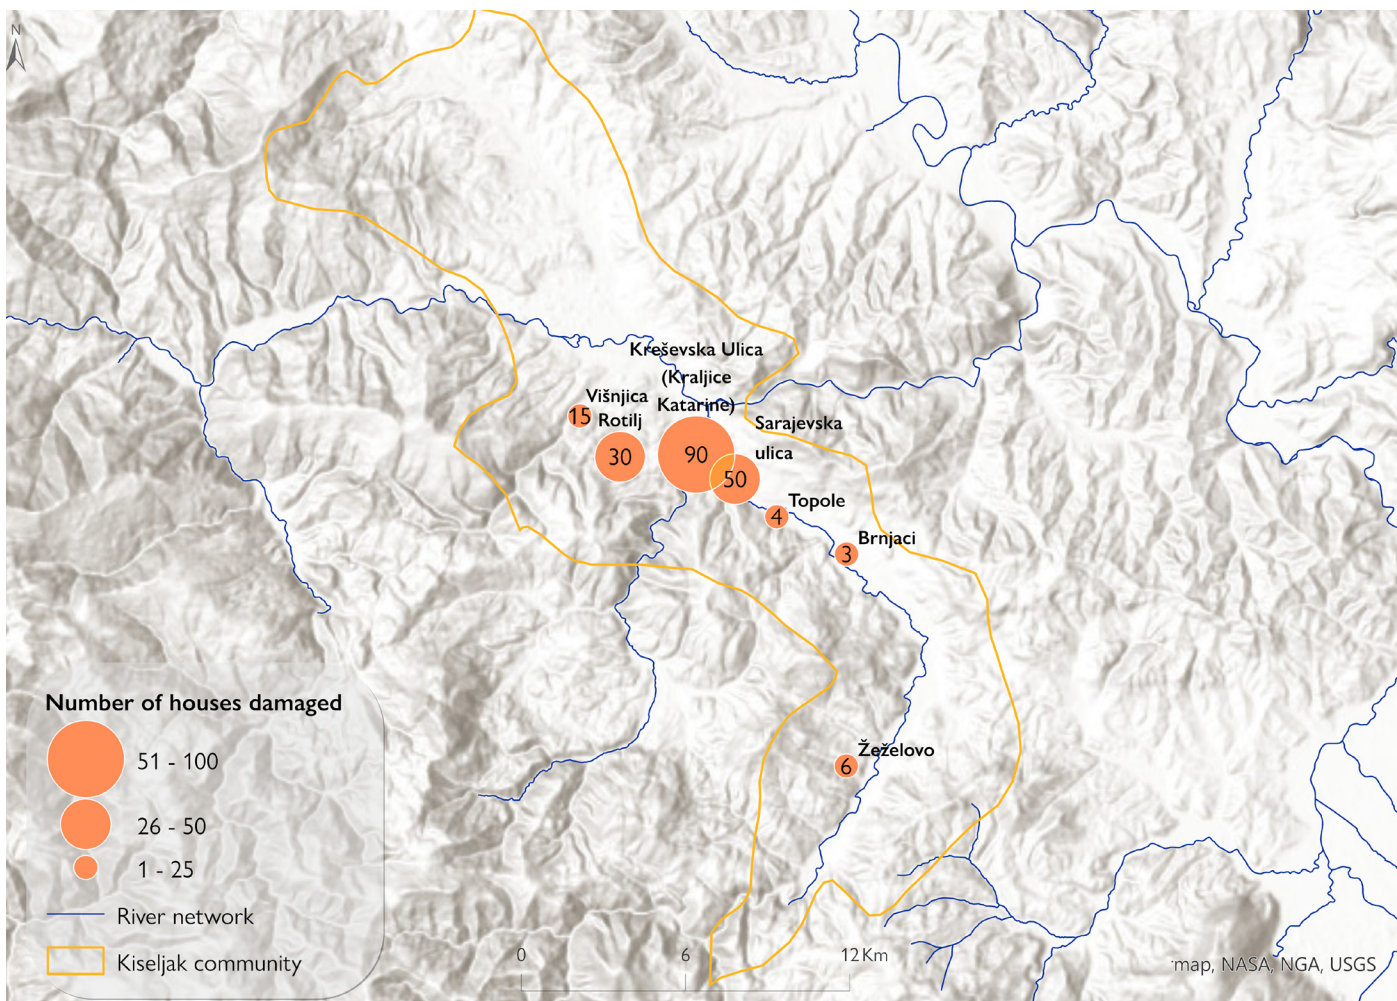 N
Kreševska Ulica
(Kraljice
Katarine)
Višnjica
15
Rotilj
30
90
Sarajevska
ulica
50
Topole
4
Brnjaci
3
Žeželovo
6
Number of houses damaged
51 - 100
26 - 50
1 - 25
River network
Kiseljak community
0 6 12 Km
map, NASA, NGA, USGS